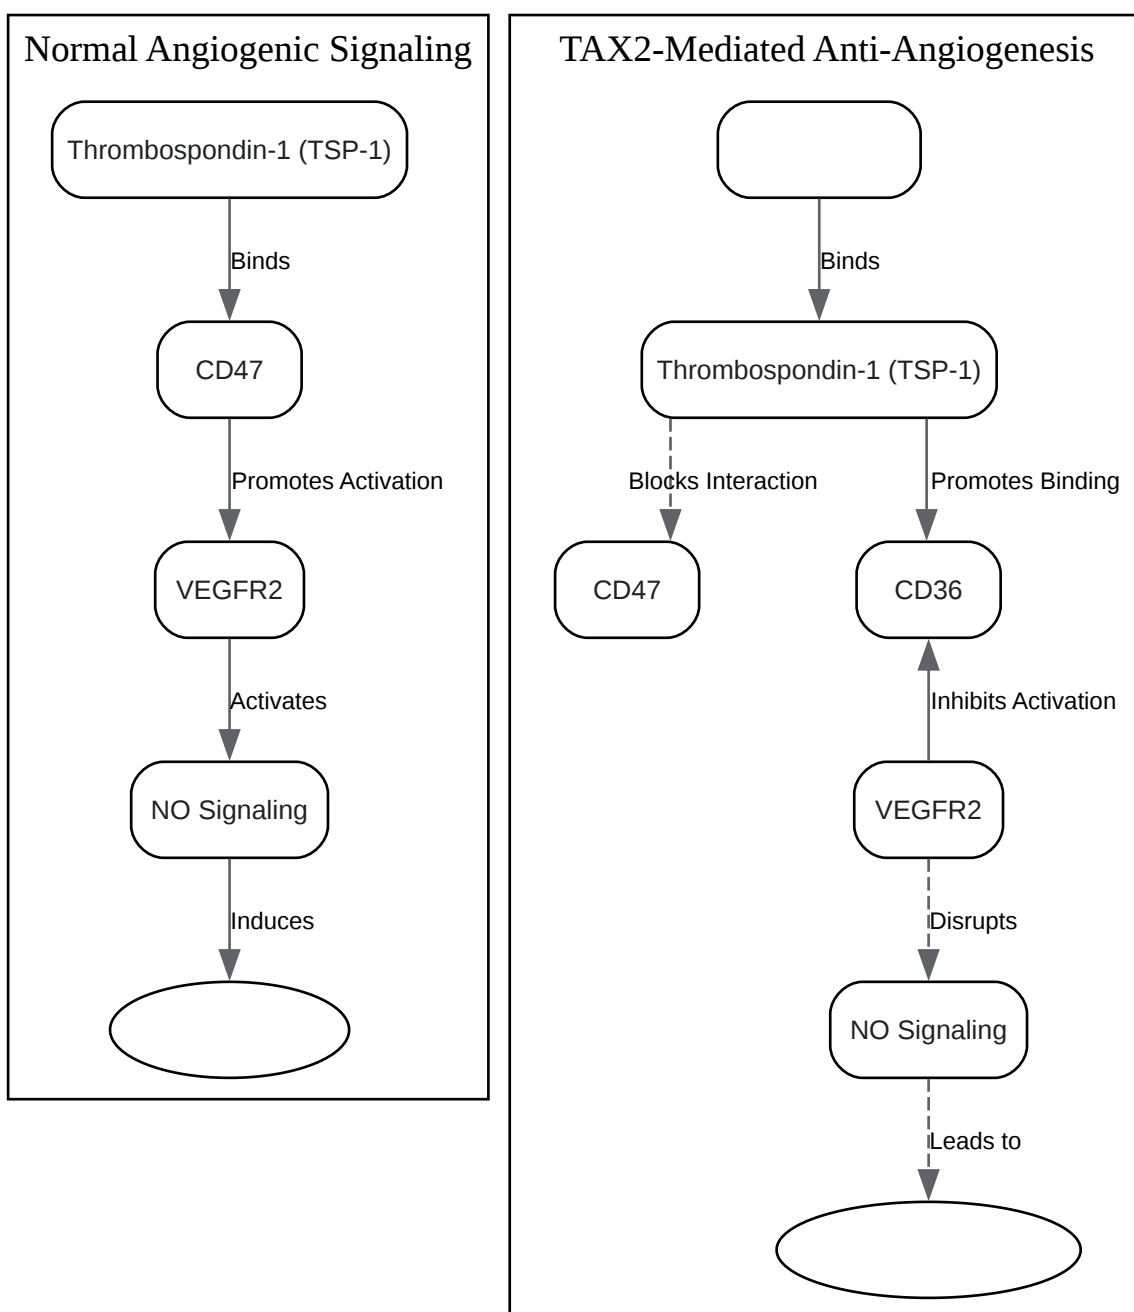 Normal Angiogenic Signaling
Thrombospondin-1 (TSP-1)
Binds
CD47
Promotes Activation
VEGFR2
Activates
NO Signaling
Induces
TAX2-Mediated Anti-Angiogenesis
Binds
Thrombospondin-1 (TSP-1)
Blocks Interaction
Promotes Binding
CD47
CD36
Inhibits Activation
VEGFR2
Disrupts
NO Signaling
Leads to